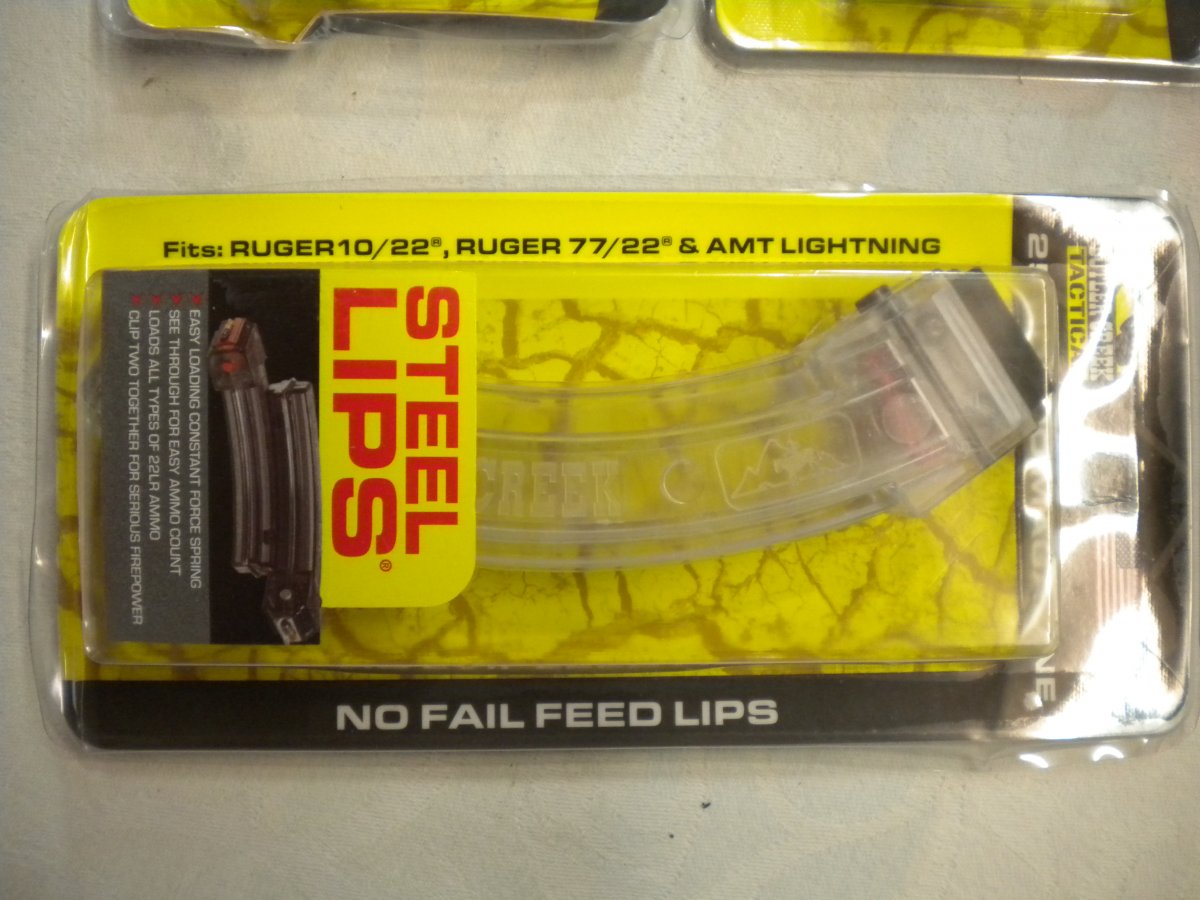 Fits: RUGER10/22®, RUGER 77/22® & AMT LIGHTNING
STEEL
LIPS®
» EASY LOADING CONSTANT FORCE SPRING
» SEE THROUGH FOR EASY AMMO COUNT
» LOADS ALL TYPES OF 22LR AMMO
» CLIP TWO TOGETHER FOR SERIOUS FIREPOWER
CREEK
TACTICAL
NO FAIL FEED LIPS